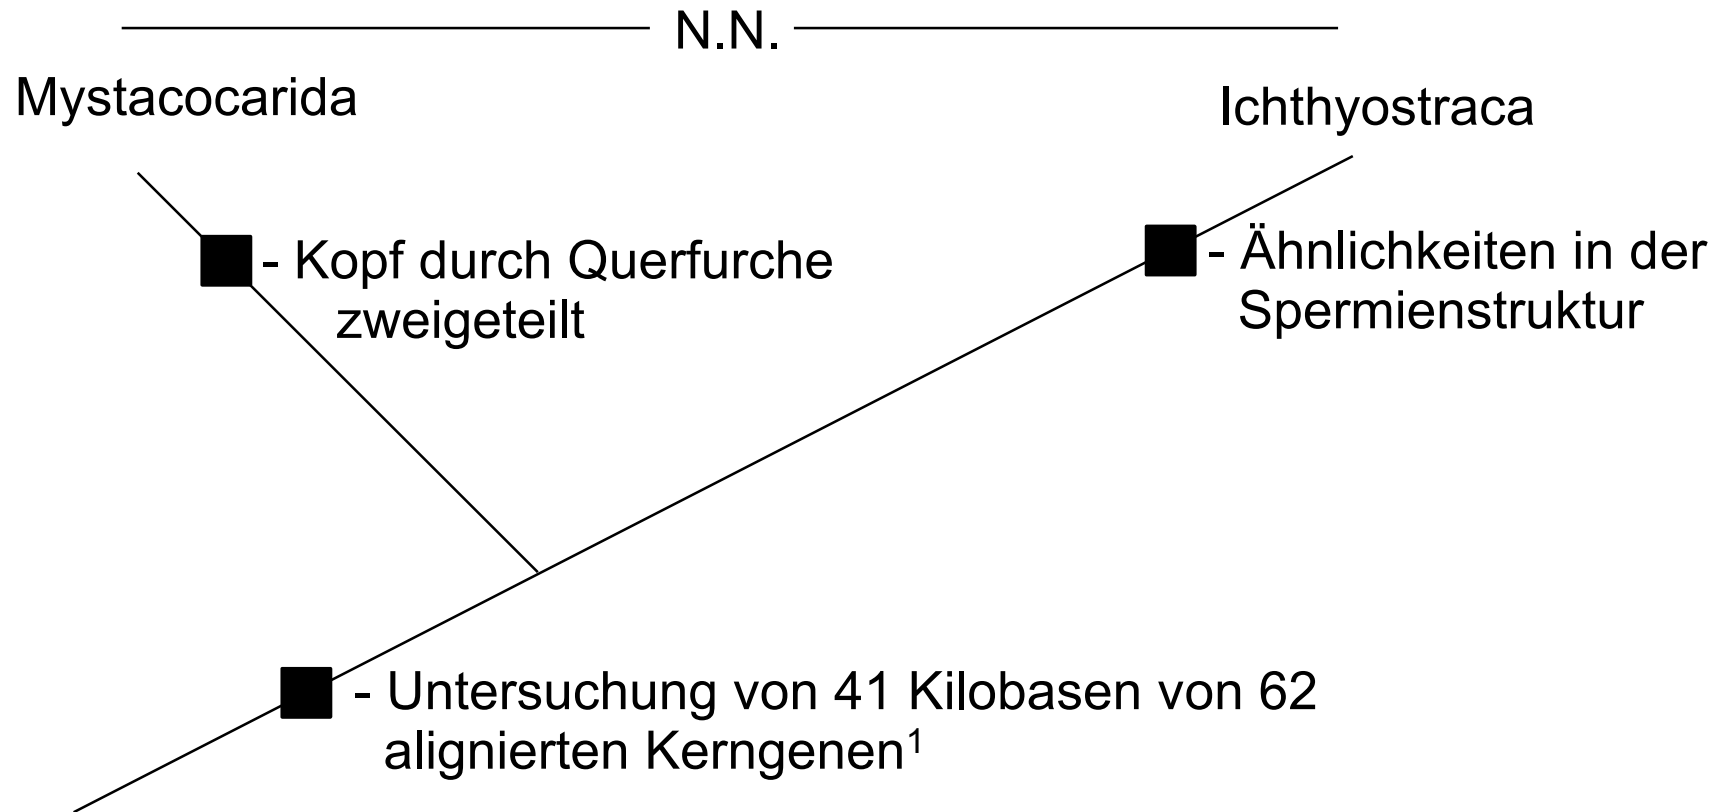 N.N.
Mystacocarida
Ichthyostraca
- Kopf durch Querfurche
zweigeteilt
- Ähnlichkeiten in der
Spermienstruktur
- Untersuchung von 41 Kilobasen von 62
alignierten Kerngenen¹